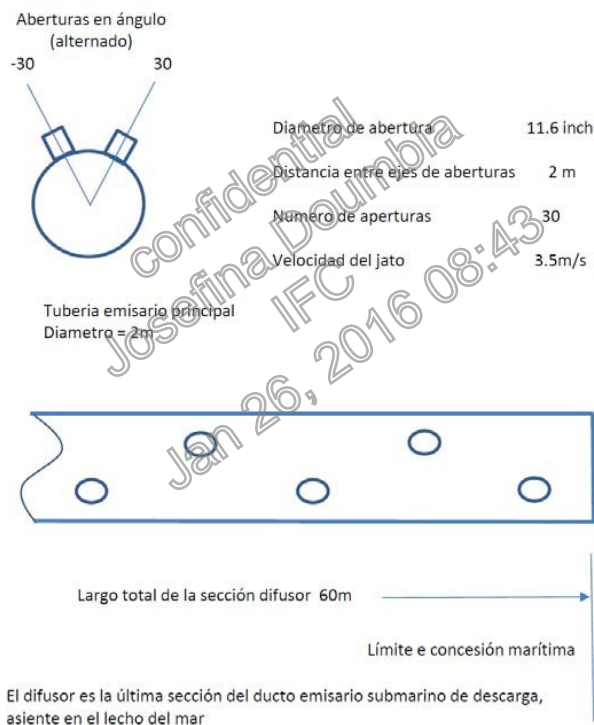 Aberturas en ángulo
(alternado)
-30 30
Diametro de abertura 11.6 inch
Distancia entre ejes de aberturas 2 m
Numero de aperturas 30
Velocidad del jato 3.5m/s
Tuberia emisario principal
Diametro = 2m
confidential
Josefina Doumbia
IFC
Jan 26, 2016 08:43
Largo total de la sección difusor 60m
Límite e concesión marítima
El difusor es la última sección del ducto emisario submarino de descarga,
asiente en el lecho del mar